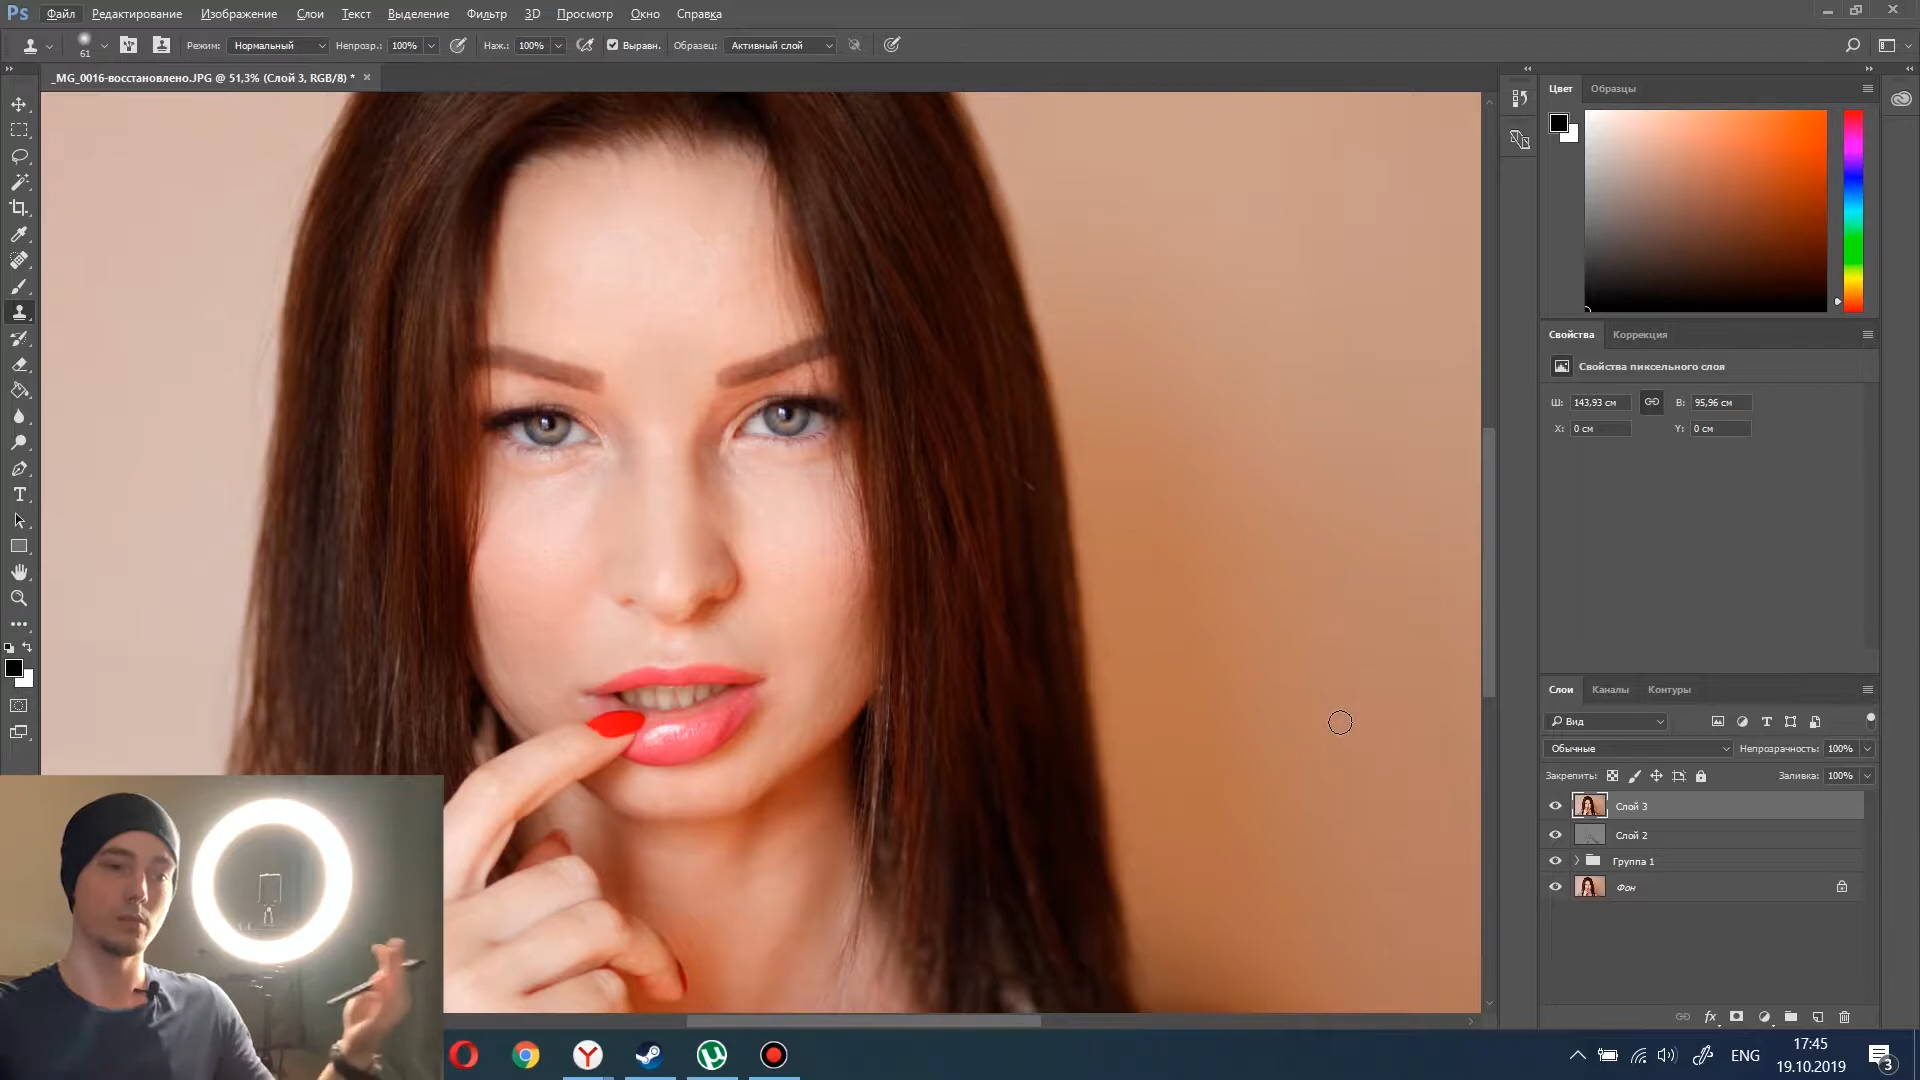 Ps Файл Редактирование Изображение Слои Текст Выделение Фильтр 3D Просмотр Окно Справка
61 Режим: Нормальный Непрозр.: 100% Наж.: 100% Выравн. Образец: Активный слой
_MG_0016-восстановлено.JPG @ 51,3% (Слой 3, RGB/8) *
Цвет Образцы
Свойства Коррекция
Свойства пиксельного слоя
Ш: 143,93 см В: 95,96 см
X: 0 см Y: 0 см
Слои Каналы Контуры
Вид
Обычные Непрозрачность: 100%
Закрепить: Заливка: 100%
Слой 3
Слой 2
Группа 1
Фон
fx
ENG
17:45
19.10.2019
3